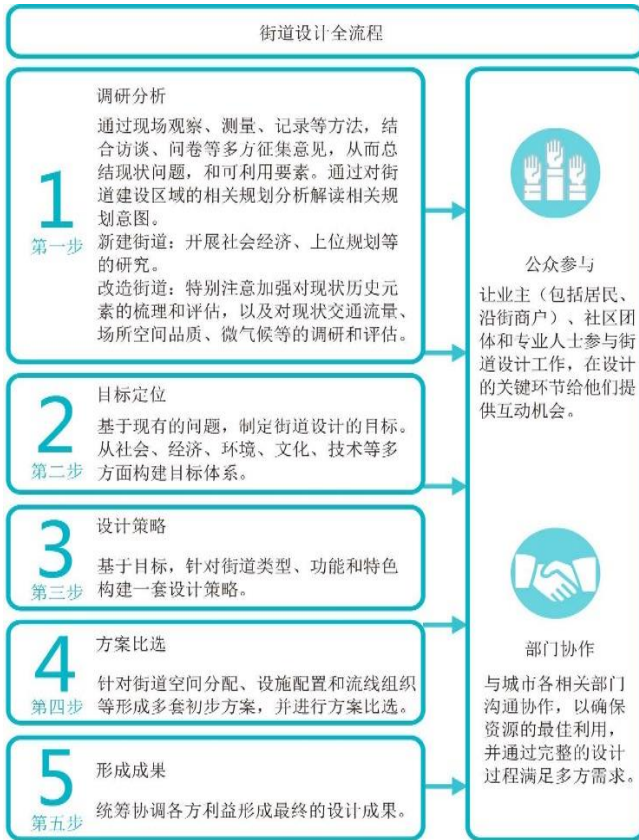 街道设计全流程
1
第一步
调研分析
通过现场观察、测量、记录等方法，结
合访谈、问卷等多方征集意见，从而总
结现状问题，和可利用要素。通过对街
道建设区域的相关规划分析解读相关规
划意图。
新建街道：开展社会经济、上位规划等
的研究。
改造街道：特别注意加强对现状历史元
素的梳理和评估，以及对现状交通流量、
场所空间品质、微气候等的调研和评估。
2
第二步
目标定位
基于现有的问题，制定街道设计的目标。
从社会、经济、环境、文化、技术等多
方面构建目标体系。
3
第三步
设计策略
基于目标，针对街道类型、功能和特色
构建一套设计策略。
4
第四步
方案比选
针对街道空间分配、设施配置和流线组织
等形成多套初步方案，并进行方案比选。
5
第五步
形成成果
统筹协调各方利益形成最终的设计成果。
公众参与
让业主（包括居民、
沿街商户）、社区团
体和专业人士参与街
道设计工作，在设计
的关键环节给他们提
供互动机会。
部门协作
与城市各相关部门
沟通协作，以确保
资源的最佳利用，
并通过完整的设计
过程满足多方需求。